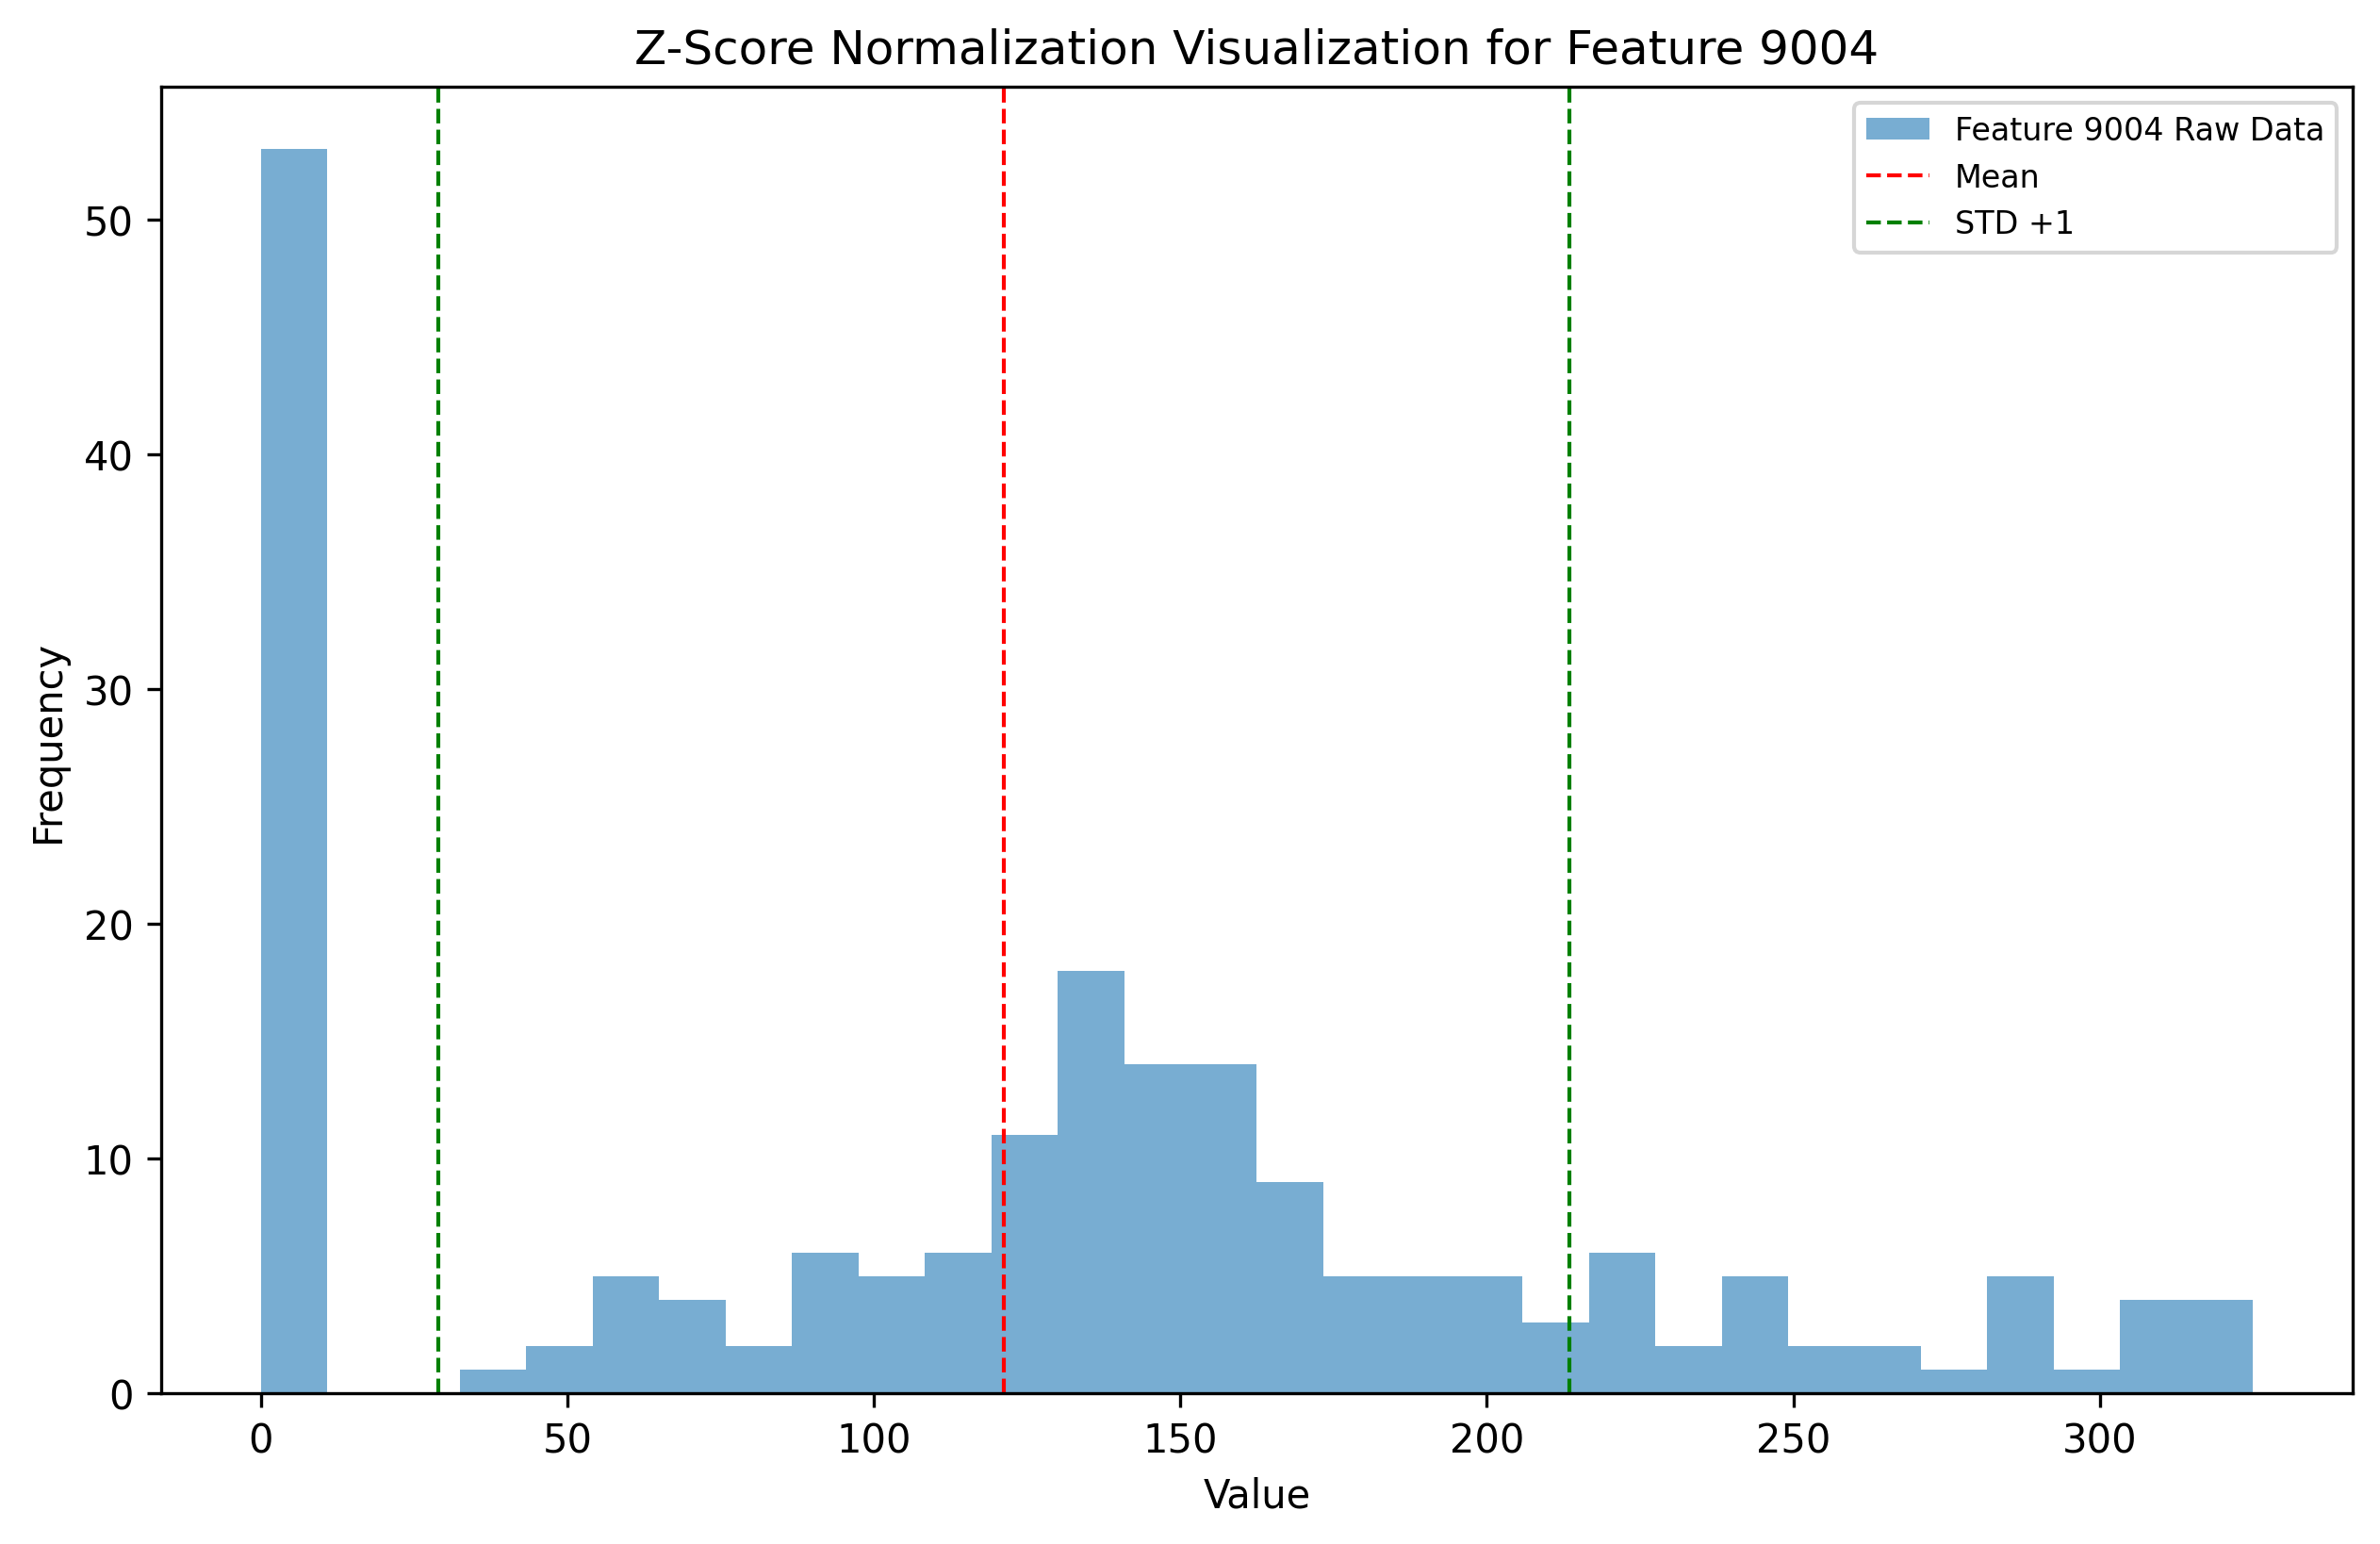 Z-Score Normalization Visualization for Feature 9004
Feature 9004 Raw Data
Mean
STD +1
50
40
30
20
10
0
Frequency
0 50 100 150 200 250 300
Value